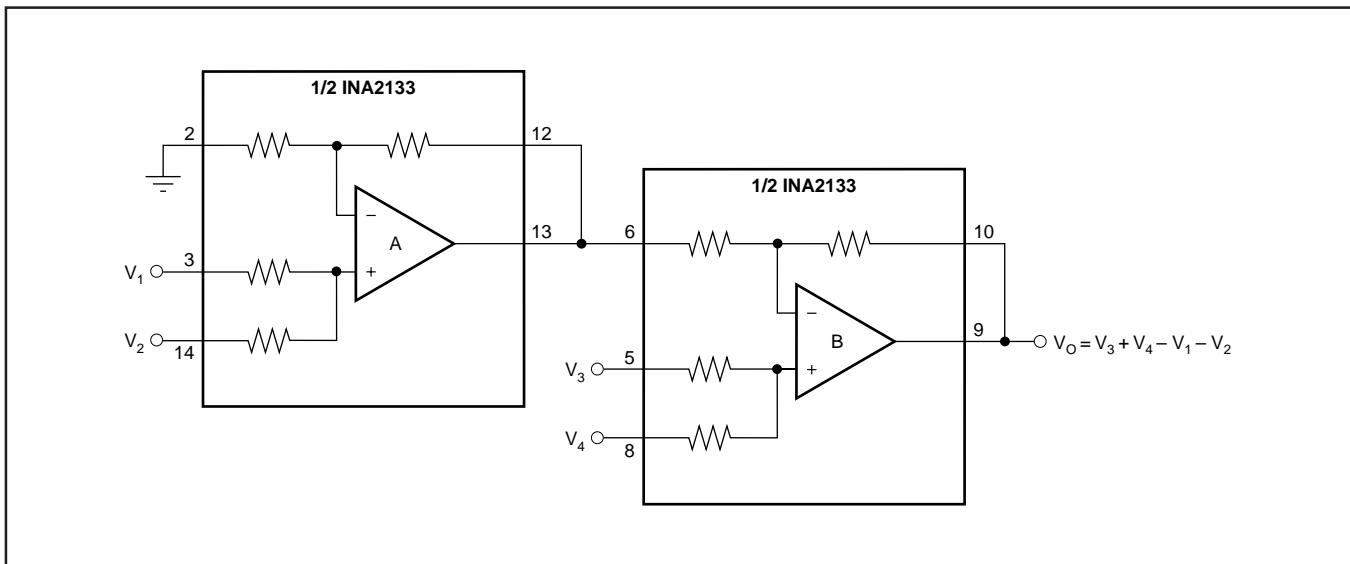 1/2 INA2133
2
12
−
A
13
3
V1
+
V2
14
1/2 INA2133
6
10
−
B
9
VO = V3 + V4 – V1 – V2
5
V3
+
V4
8